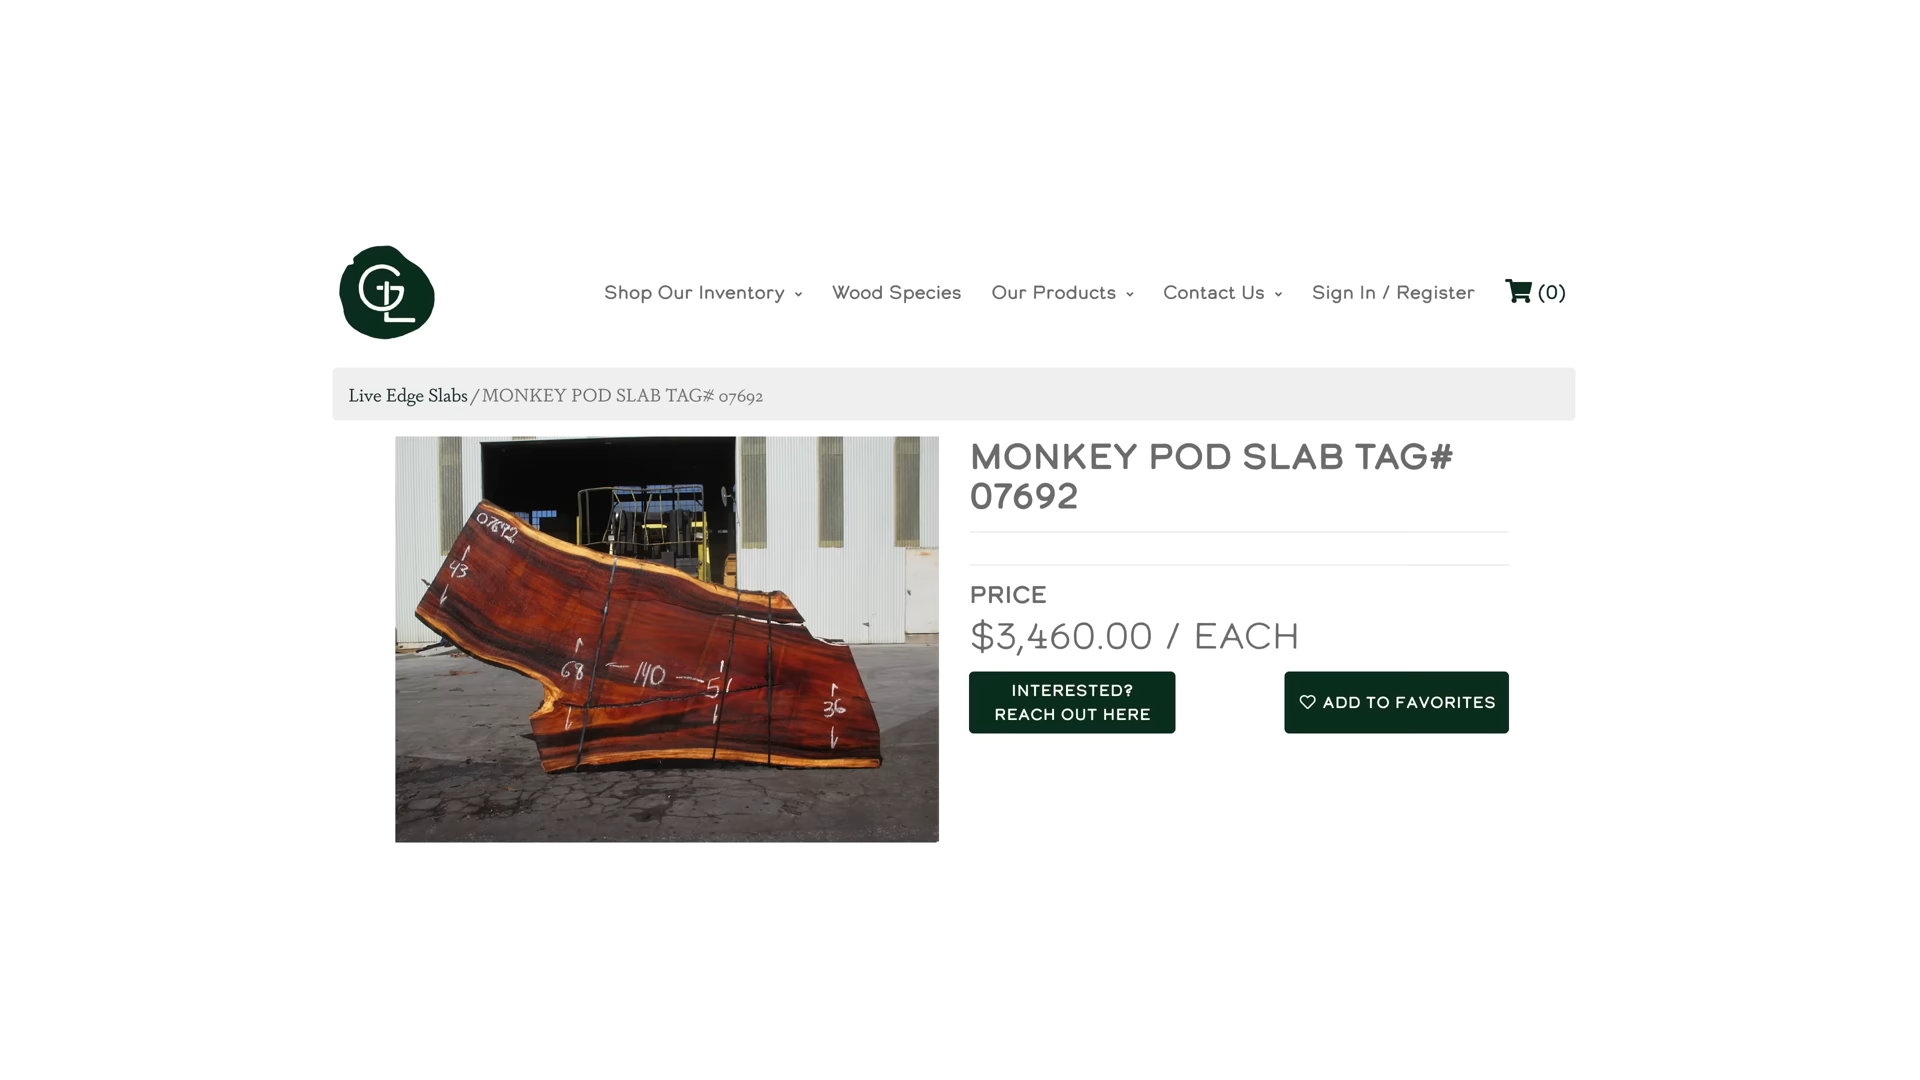 GL
Shop Our Inventory
Wood Species
Our Products
Contact Us
Sign In / Register
(0)
Live Edge Slabs / MONKEY POD SLAB TAG# 07692
07692
43
68
140
51
36
MONKEY POD SLAB TAG#
07692
PRICE
$3,460.00 / EACH
INTERESTED?
REACH OUT HERE
ADD TO FAVORITES